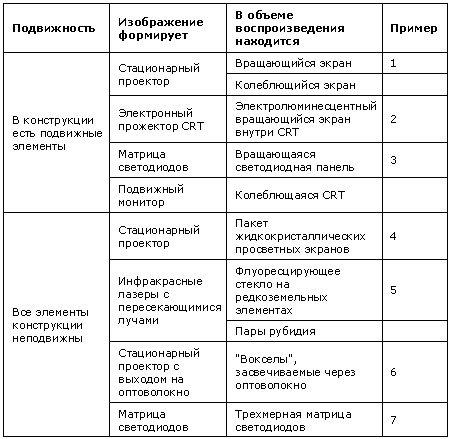 Подвижность
Изображение
формирует
В объеме
воспроизведения
находится
Пример
В конструкции
есть подвижные
элементы
Стационарный
проектор
Вращающийся экран
1
Колеблющийся экран
Электронный
прожектор CRT
Электролюминесцентный
вращающийся экран
внутри CRT
2
Матрица
светодиодов
Вращающаяся
светодиодная панель
3
Подвижный
монитор
Колеблющаяся CRT
Все элементы
конструкции
неподвижны
Стационарный
проектор
Пакет
жидкокристаллических
просветных экранов
4
Инфракрасные
лазеры с
пересекающимися
лучами
Флуоресцирующее
стекло на
редкоземельных
элементах
5
Пары рубидия
Стационарный
проектор с
выходом на
оптоволокно
"Вокселы",
засвечиваемые через
оптоволокно
6
Матрица
светодиодов
Трехмерная матрица
светодиодов
7